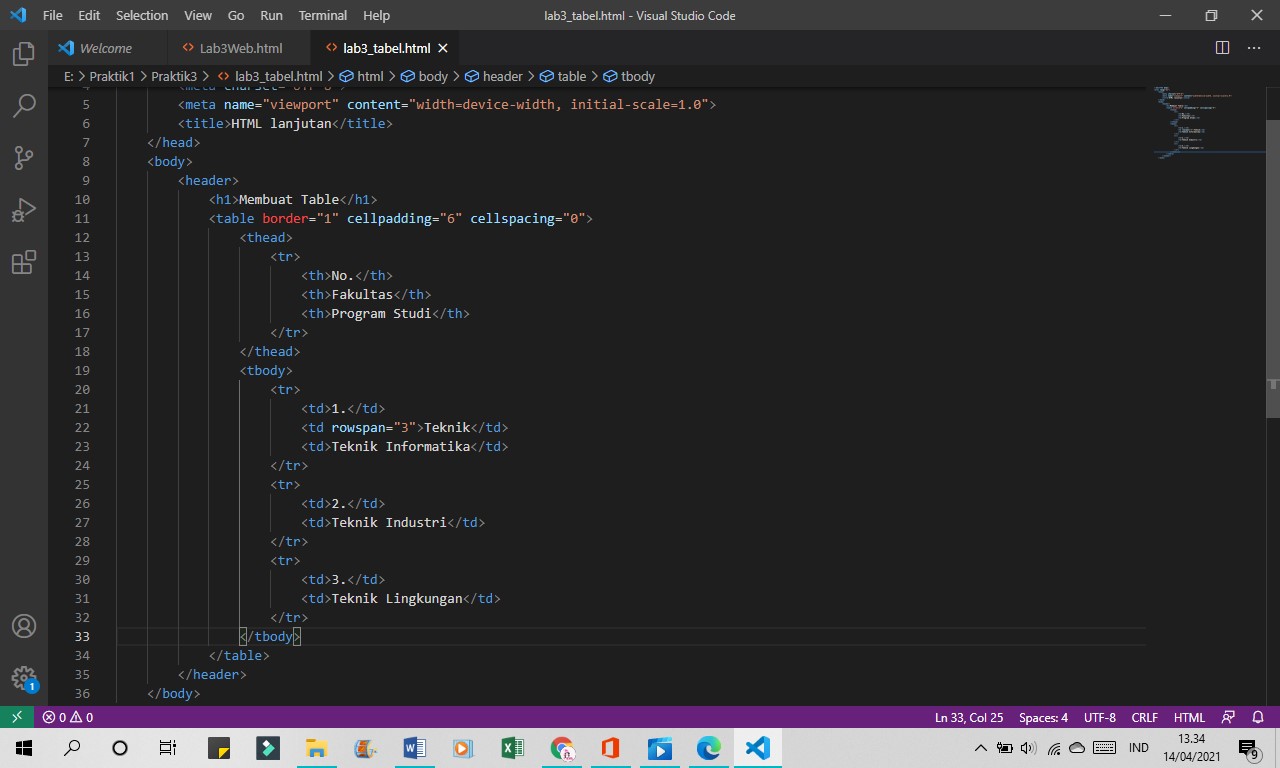 File Edit Selection View Go Run Terminal Help lab3_tabel.html - Visual Studio Code
Welcome Lab3Web.html lab3_tabel.html
E: > Praktik1 > Praktik3 > lab3_tabel.html > html > body > header > table > tbody
5 <meta name="viewport" content="width=device-width, initial-scale=1.0">
6 <title>HTML lanjutan</title>
7 </head>
8 <body>
9 <header>
10 <h1>Membuat Table</h1>
11 <table border="1" cellpadding="6" cellspacing="0">
12 <thead>
13 <tr>
14 <th>No.</th>
15 <th>Fakultas</th>
16 <th>Program Studi</th>
17 </tr>
18 </thead>
19 <tbody>
20 <tr>
21 <td>1.</td>
22 <td rowspan="3">Teknik</td>
23 <td>Teknik Informatika</td>
24 </tr>
25 <tr>
26 <td>2.</td>
27 <td>Teknik Industri</td>
28 </tr>
29 <tr>
30 <td>3.</td>
31 <td>Teknik Lingkungan</td>
32 </tr>
33 </tbody>
34 </table>
35 </header>
36 </body>
1
0 0 Ln 33, Col 25 Spaces: 4 UTF-8 CRLF HTML
IND 13.34
14/04/2021 9